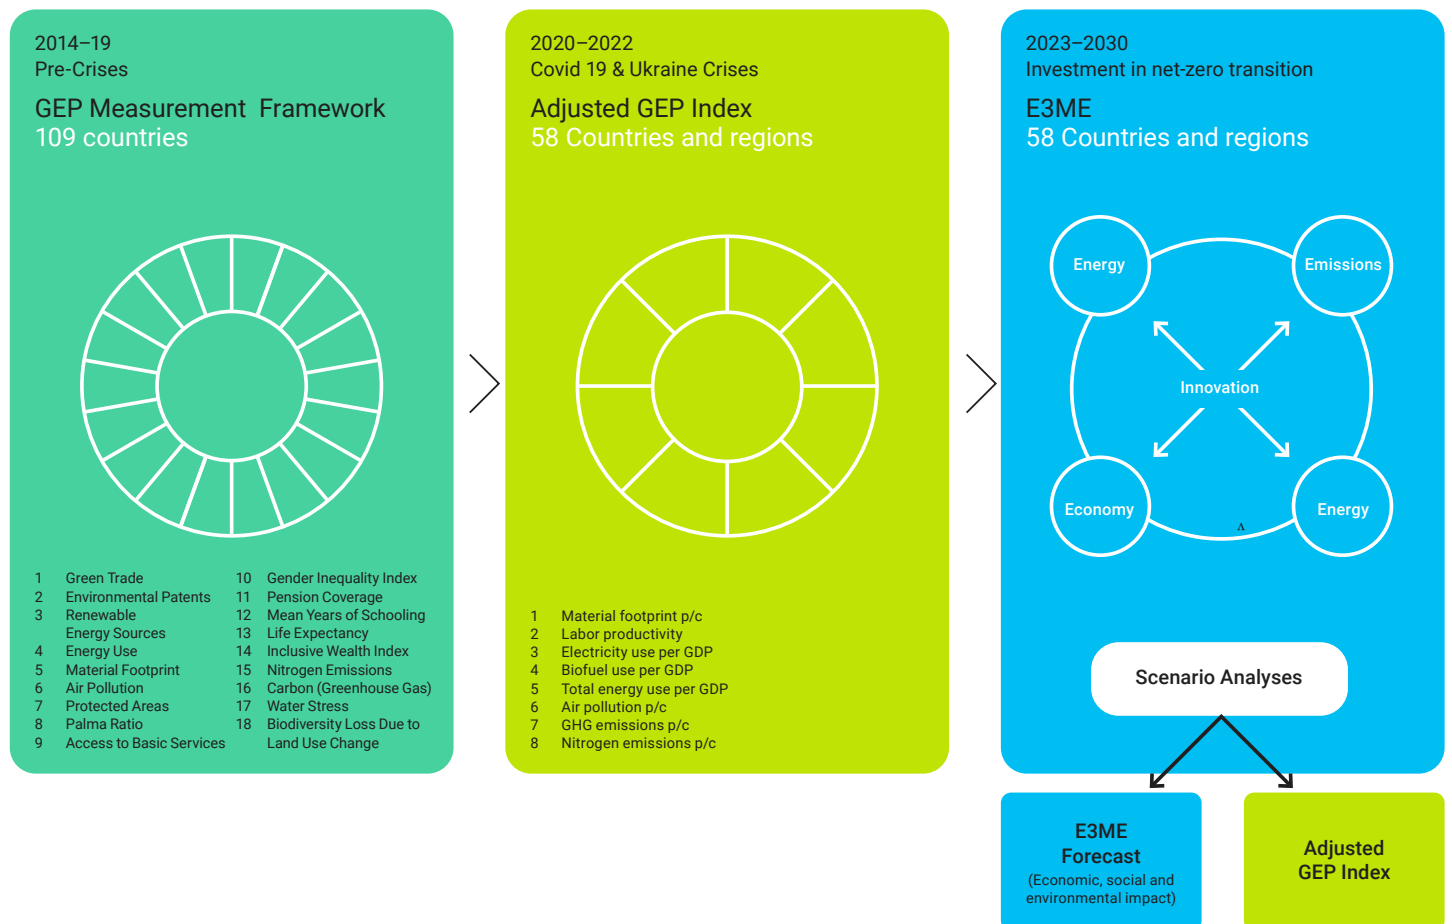 2014–19
Pre-Crises
GEP Measurement Framework
109 countries
1 Green Trade
2 Environmental Patents
3 Renewable
Energy Sources
4 Energy Use
5 Material Footprint
6 Air Pollution
7 Protected Areas
8 Palma Ratio
9 Access to Basic Services
10 Gender Inequality Index
11 Pension Coverage
12 Mean Years of Schooling
13 Life Expectancy
14 Inclusive Wealth Index
15 Nitrogen Emissions
16 Carbon (Greenhouse Gas)
17 Water Stress
18 Biodiversity Loss Due to
Land Use Change
2020–2022
Covid 19 & Ukraine Crises
Adjusted GEP Index
58 Countries and regions
1 Material footprint p/c
2 Labor productivity
3 Electricity use per GDP
4 Biofuel use per GDP
5 Total energy use per GDP
6 Air pollution p/c
7 GHG emissions p/c
8 Nitrogen emissions p/c
2023–2030
Investment in net-zero transition
E3ME
58 Countries and regions
Energy
Emissions
Innovation
Economy
Energy
Λ
Scenario Analyses
E3ME
Forecast
(Economic, social and
environmental impact)
Adjusted
GEP Index